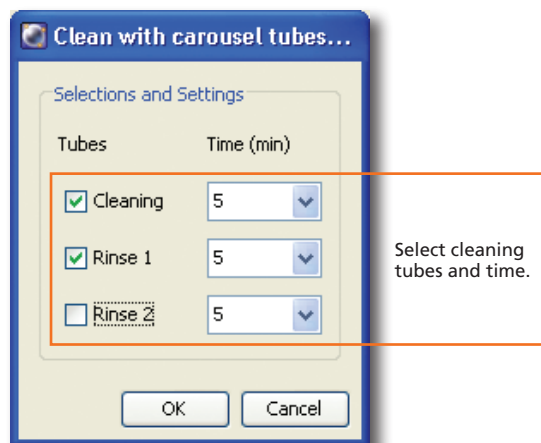 Clean with carousel tubes...
Selections and Settings
Tubes Time (min)
Cleaning 5
Rinse 1 5
Rinse 2 5
Select cleaning
tubes and time.
OK Cancel